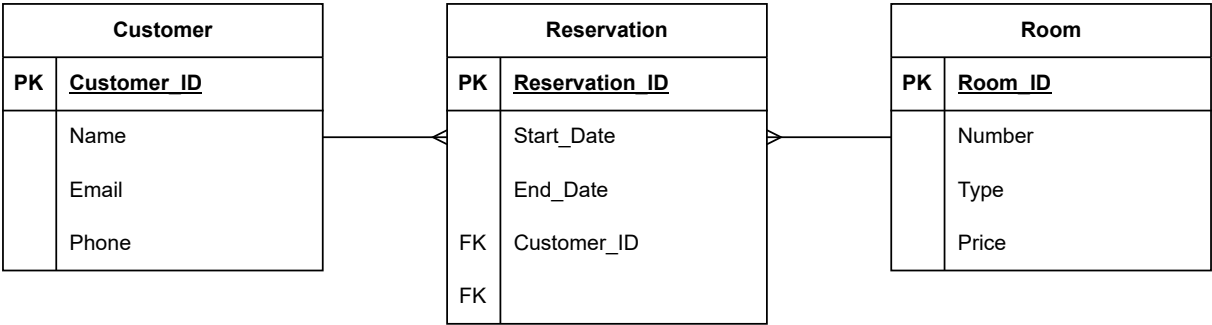 Customer
PK Customer_ID
Name
Email
Phone
Reservation
PK Reservation_ID
Start_Date
End_Date
FK Customer_ID
FK
Room
PK Room_ID
Number
Type
Price